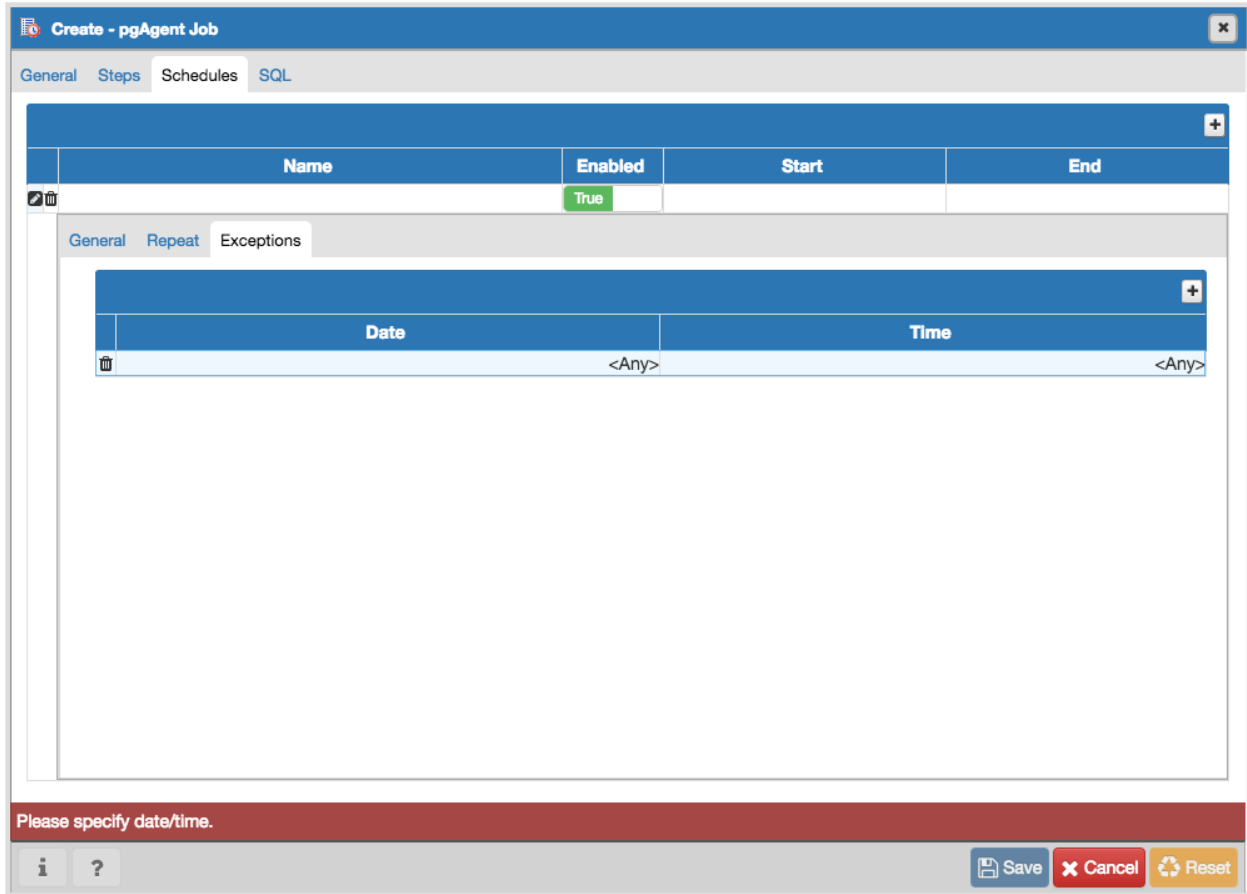 Create - pgAgent Job
General Steps Schedules SQL
Name Enabled Start End
True
General Repeat Exceptions
Date Time
<Any> <Any>
Please specify date/time.
i ? Save Cancel Reset